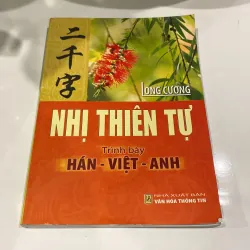 二千字
LONG CƯƠNG
NHỊ THIÊN TỰ
Trình bày
HÁN - VIỆT - ANH
NHÀ XUẤT BẢN
VĂN HÓA THÔNG TIN